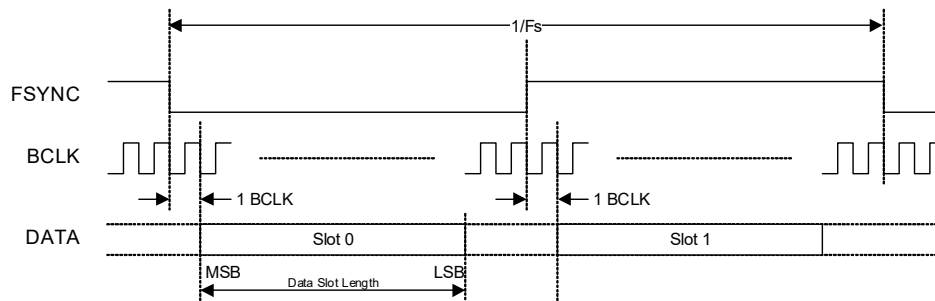 1/Fs
FSYNC
BCLK
1 BCLK
1 BCLK
DATA
Slot 0
Slot 1
MSB
LSB
Data Slot Length